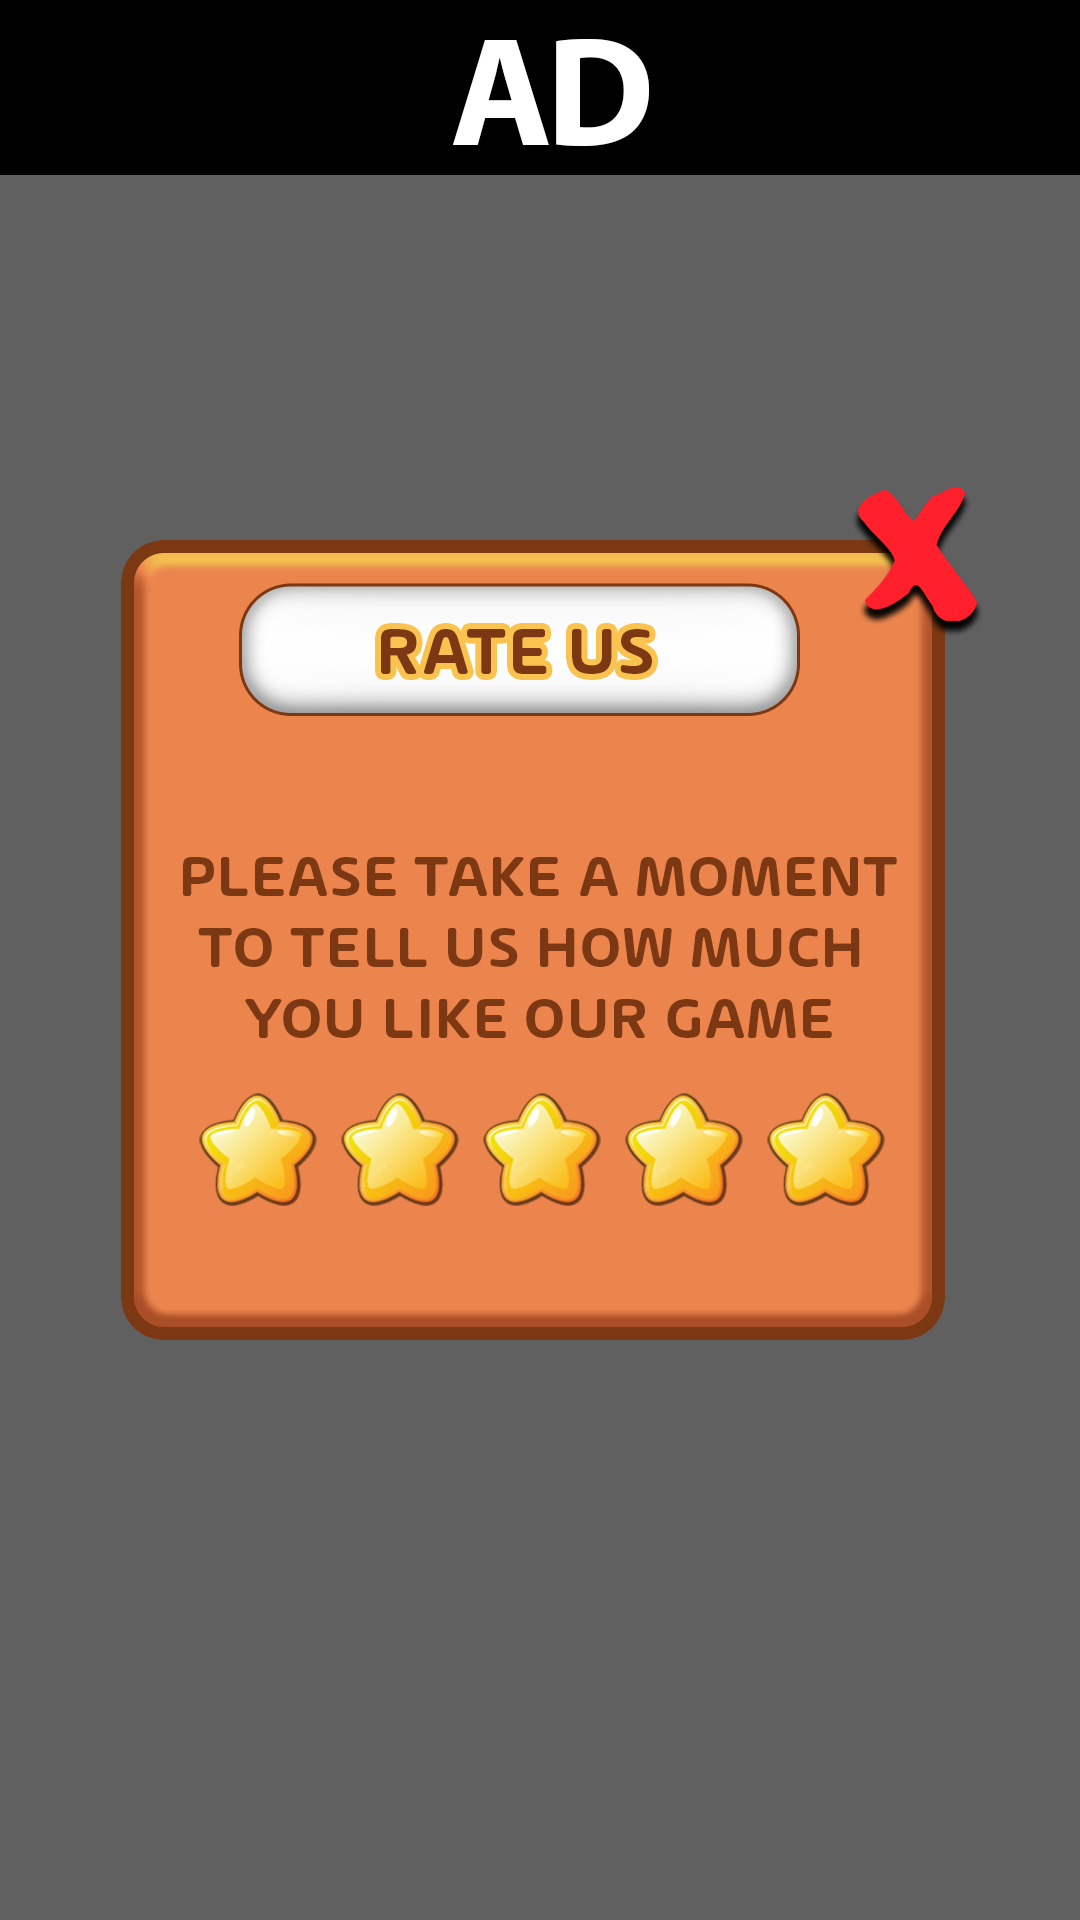 AD
RATE US
PLEASE TAKE A MOMENT
TO TELL US HOW MUCH
YOU LIKE OUR GAME